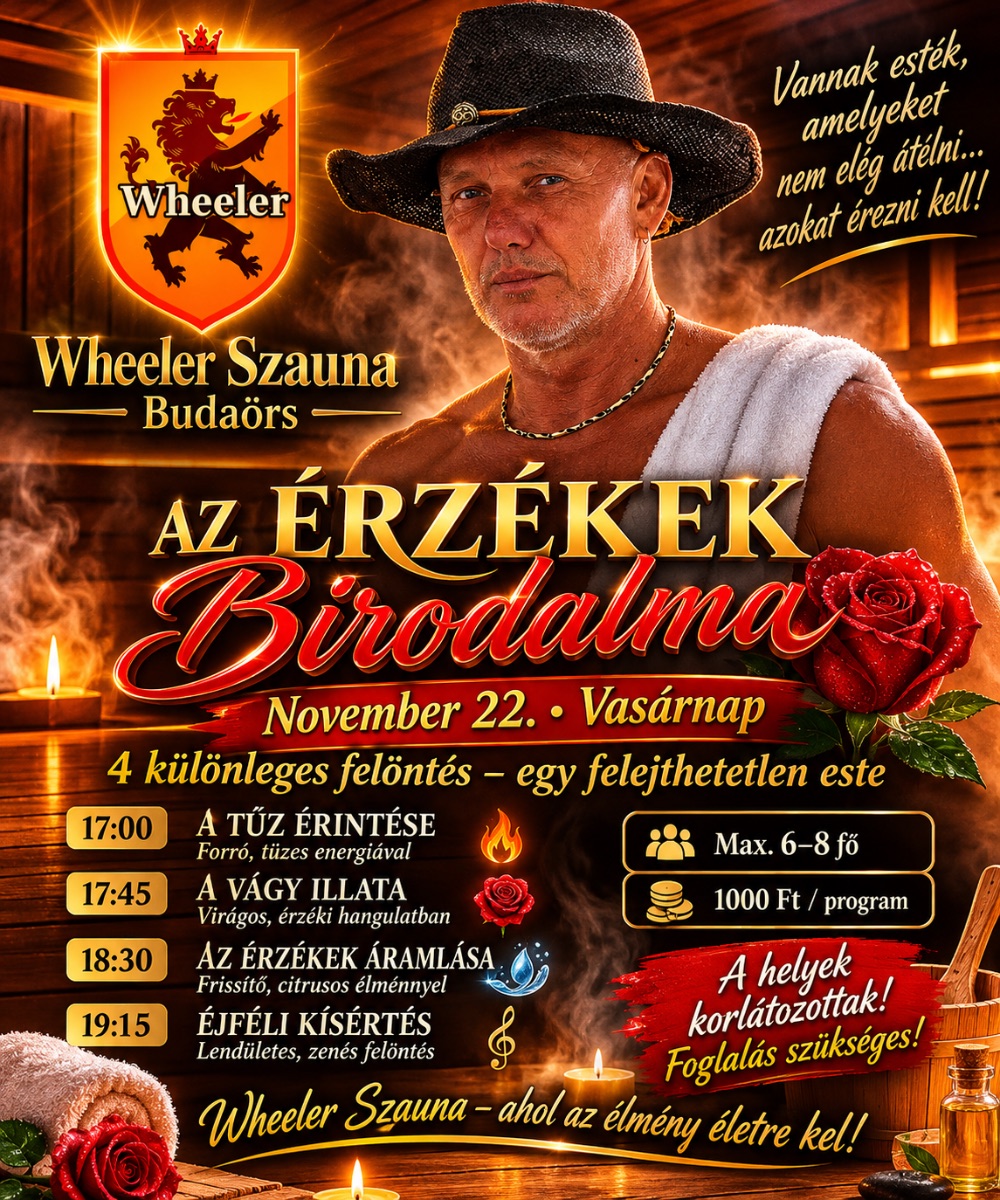 Wheeler
Wheeler Szauna
Budaörs
Vannak esték,
amelyeket
nem elég átélni...
azokat érezni kell!
AZ ÉRZÉKEK
Birodalma
November 22. • Vasárnap
4 különleges felöntés – egy felejthetetlen este
17:00 A TŰZ ÉRINTÉSE
Forró, tüzes energiával
17:45 A VÁGY ILLATA
Virágos, érzéki hangulatban
18:30 AZ ÉRZÉKEK ÁRAMLÁSA
Frissítő, citrusos élménnyel
19:15 ÉJFÉLI KÍSÉRTÉS
Lendületes, zenés felöntés
Max. 6–8 fő
1000 Ft / program
A helyek
korlátozottak!
Foglalás szükséges!
Wheeler Szauna – ahol az élmény életre kel!